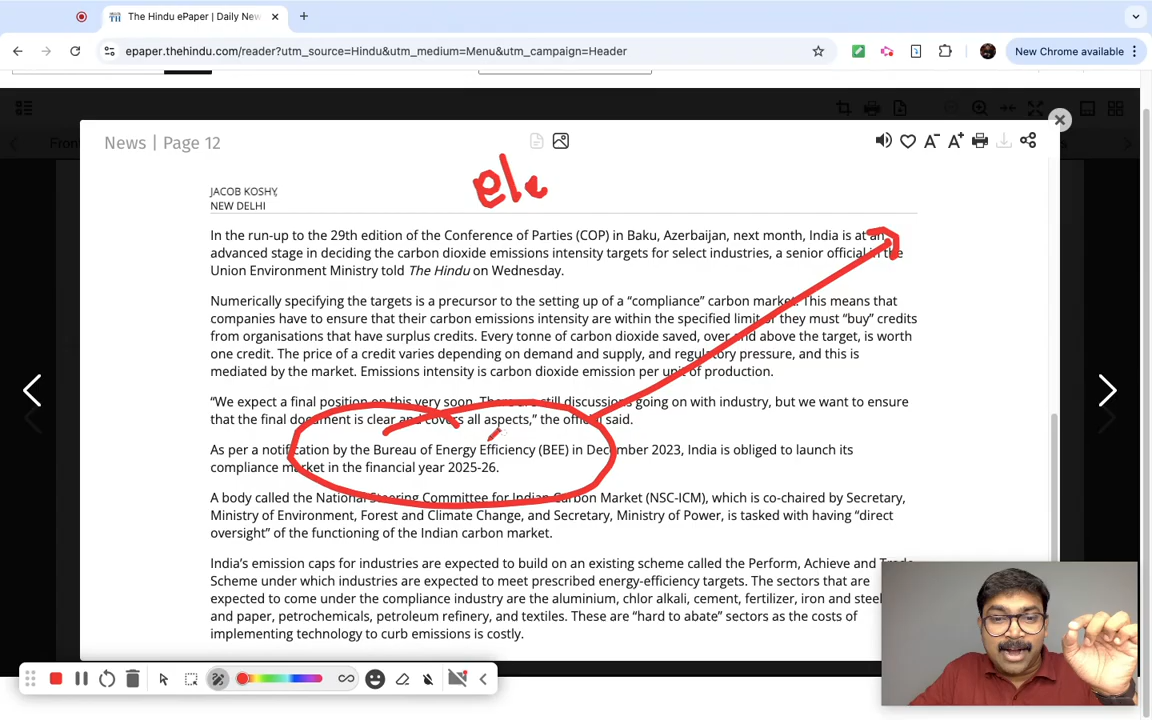 The Hindu ePaper | Daily New
epaper.thehindu.com/reader?utm_source=Hindu&utm_medium=Menu&utm_campaign=Header
New Chrome available
Fron
News | Page 12
A- A+
ele
JACOB KOSHY,
NEW DELHI
In the run-up to the 29th edition of the Conference of Parties (COP) in Baku, Azerbaijan, next month, India is at an
advanced stage in deciding the carbon dioxide emissions intensity targets for select industries, a senior official in the
Union Environment Ministry told The Hindu on Wednesday.
Numerically specifying the targets is a precursor to the setting up of a “compliance” carbon market. This means that
companies have to ensure that their carbon emissions intensity are within the specified limit or they must “buy” credits
from organisations that have surplus credits. Every tonne of carbon dioxide saved, over and above the target, is worth
one credit. The price of a credit varies depending on demand and supply, and regulatory pressure, and this is
mediated by the market. Emissions intensity is carbon dioxide emission per unit of production.
“We expect a final position on this very soon. There are still discussions going on with industry, but we want to ensure
that the final document is clear and covers all aspects,” the official said.
As per a notification by the Bureau of Energy Efficiency (BEE) in December 2023, India is obliged to launch its
compliance market in the financial year 2025-26.
A body called the National Steering Committee for Indian Carbon Market (NSC-ICM), which is co-chaired by Secretary,
Ministry of Environment, Forest and Climate Change, and Secretary, Ministry of Power, is tasked with having “direct
oversight” of the functioning of the Indian carbon market.
India’s emission caps for industries are expected to build on an existing scheme called the Perform, Achieve and Trade
Scheme under which industries are expected to meet prescribed energy-efficiency targets. The sectors that are
expected to come under the compliance industry are the aluminium, chlor alkali, cement, fertilizer, iron and steel
and paper, petrochemicals, petroleum refinery, and textiles. These are “hard to abate” sectors as the costs of
implementing technology to curb emissions is costly.